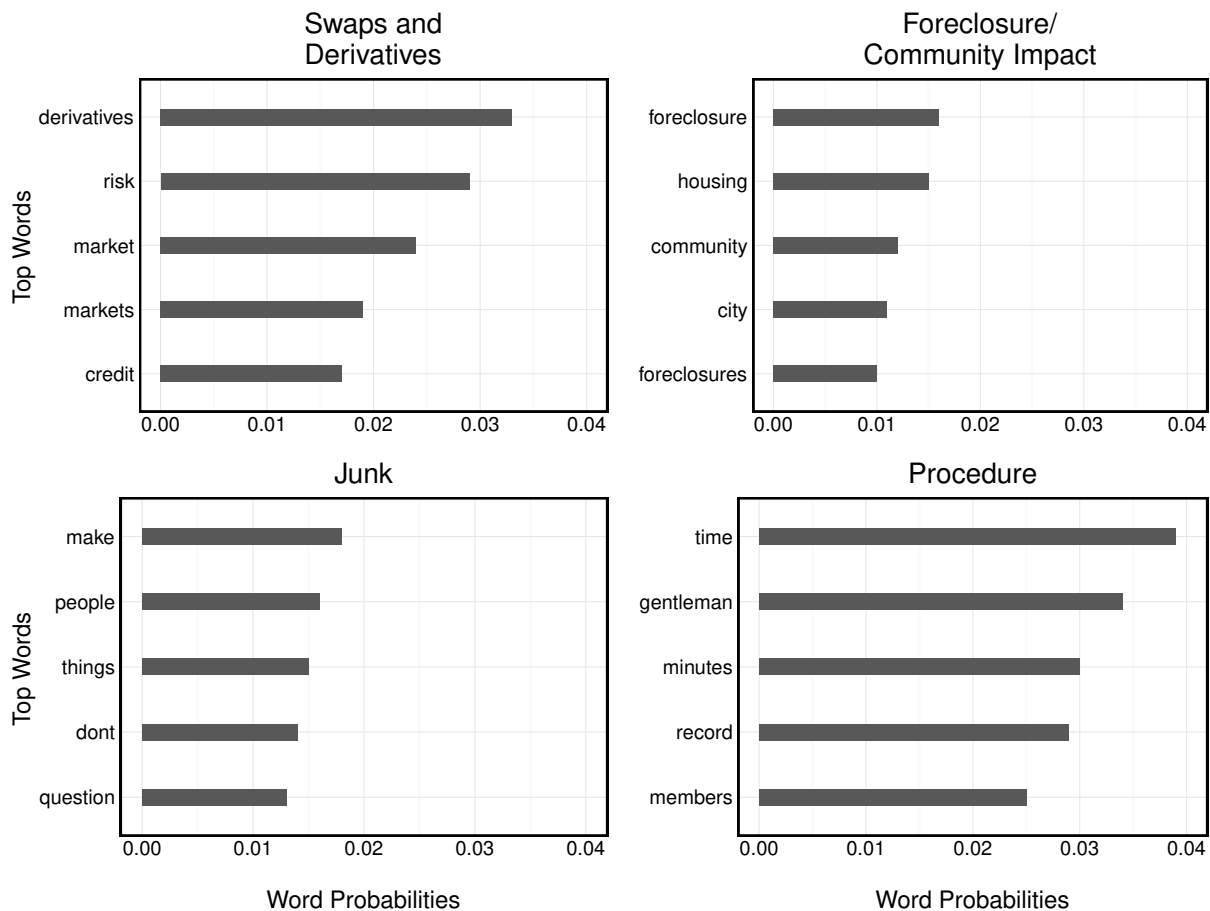 Swaps and
Derivatives
Top Words
derivatives
risk
market
markets
credit
0.00 0.01 0.02 0.03 0.04
Foreclosure/
Community Impact
foreclosure
housing
community
city
foreclosures
0.00 0.01 0.02 0.03 0.04
Junk
Top Words
make
people
things
dont
question
0.00 0.01 0.02 0.03 0.04
Word Probabilities
Procedure
time
gentleman
minutes
record
members
0.00 0.01 0.02 0.03 0.04
Word Probabilities